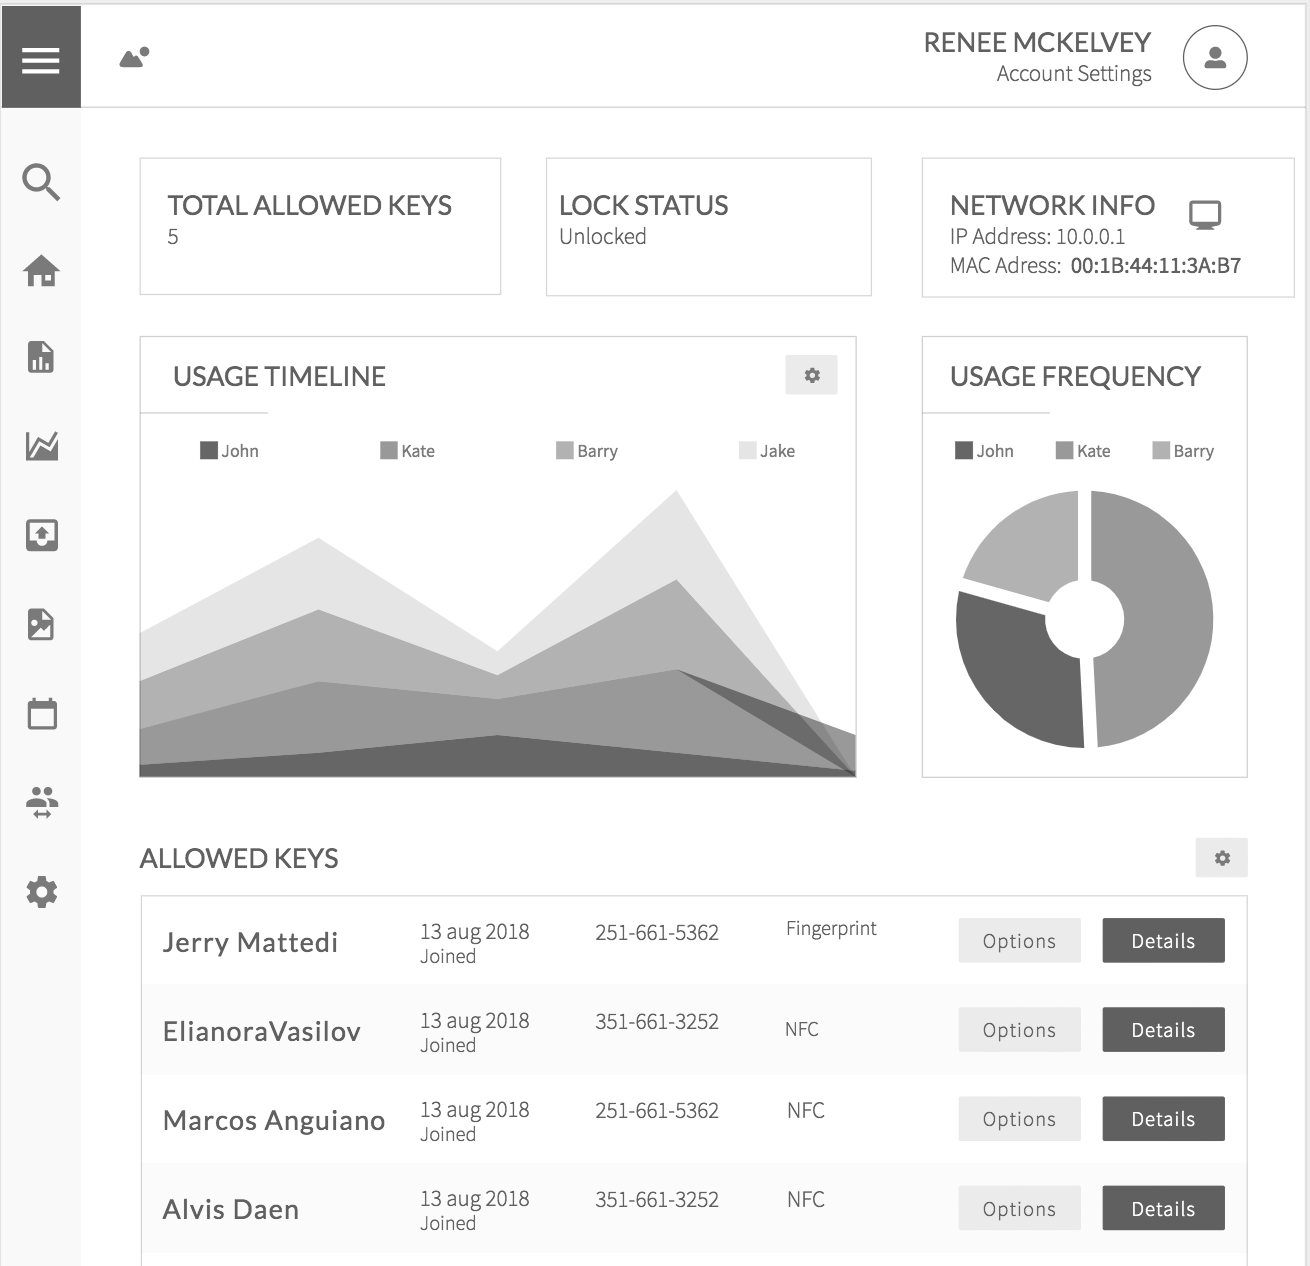 RENEE MCKELVEY
Account Settings
TOTAL ALLOWED KEYS
5
LOCK STATUS
Unlocked
NETWORK INFO
IP Address: 10.0.0.1
MAC Adress: 00:1B:44:11:3A:B7
USAGE TIMELINE
John Kate Barry Jake
USAGE FREQUENCY
John Kate Barry
ALLOWED KEYS
Jerry Mattedi 13 aug 2018 251-661-5362 Fingerprint Options Details
Joined
ElianoraVasilov 13 aug 2018 351-661-3252 NFC Options Details
Joined
Marcos Anguiano 13 aug 2018 251-661-5362 NFC Options Details
Joined
Alvis Daen 13 aug 2018 351-661-3252 NFC Options Details
Joined